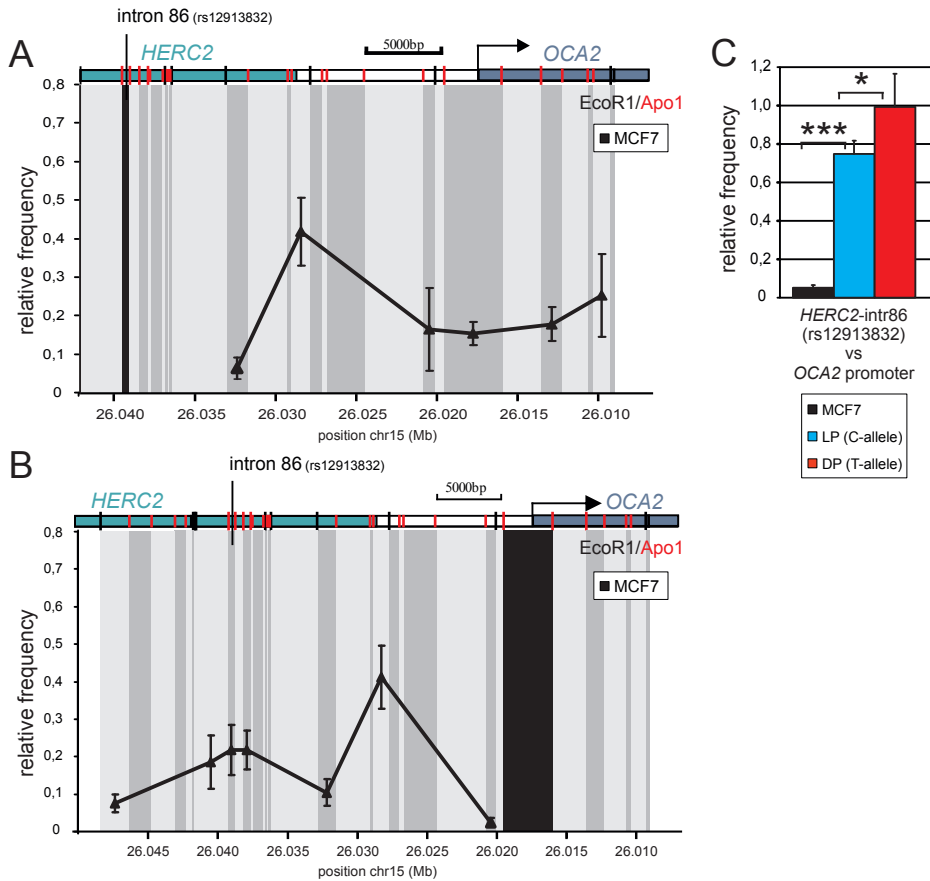 intron 86 (rs12913832)
A
HERC2
5000bp
OCA2
EcoR1/Apo1
MCF7
relative frequency
0,8
0,7
0,6
0,5
0,4
0,3
0,2
0,1
0
26.040 26.035 26.030 26.025 26.020 26.015 26.010
position chr15 (Mb)
B
intron 86 (rs12913832)
HERC2
5000bp
OCA2
EcoR1/Apo1
MCF7
relative frequency
0,8
0,7
0,6
0,5
0,4
0,3
0,2
0,1
0
26.045 26.040 26.035 26.030 26.025 26.020 26.015 26.010
position chr15 (Mb)
C
relative frequency
1,2
1,0
0,8
0,6
0,4
0,2
0
***
*
HERC2-intr86
(rs12913832)
vs
OCA2 promoter
MCF7
LP (C-allele)
DP (T-allele)